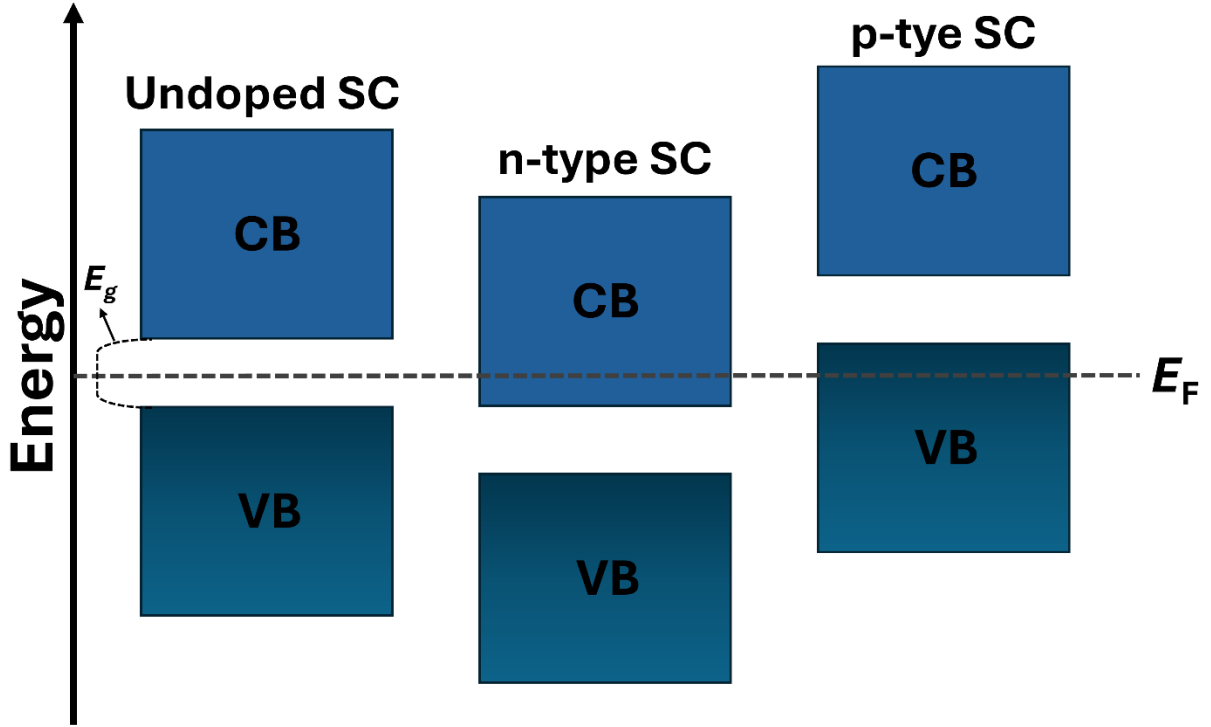 p-tye SC
Undoped SC
n-type SC
CB
CB
CB
E_g
Energy
E_F
VB
VB
VB